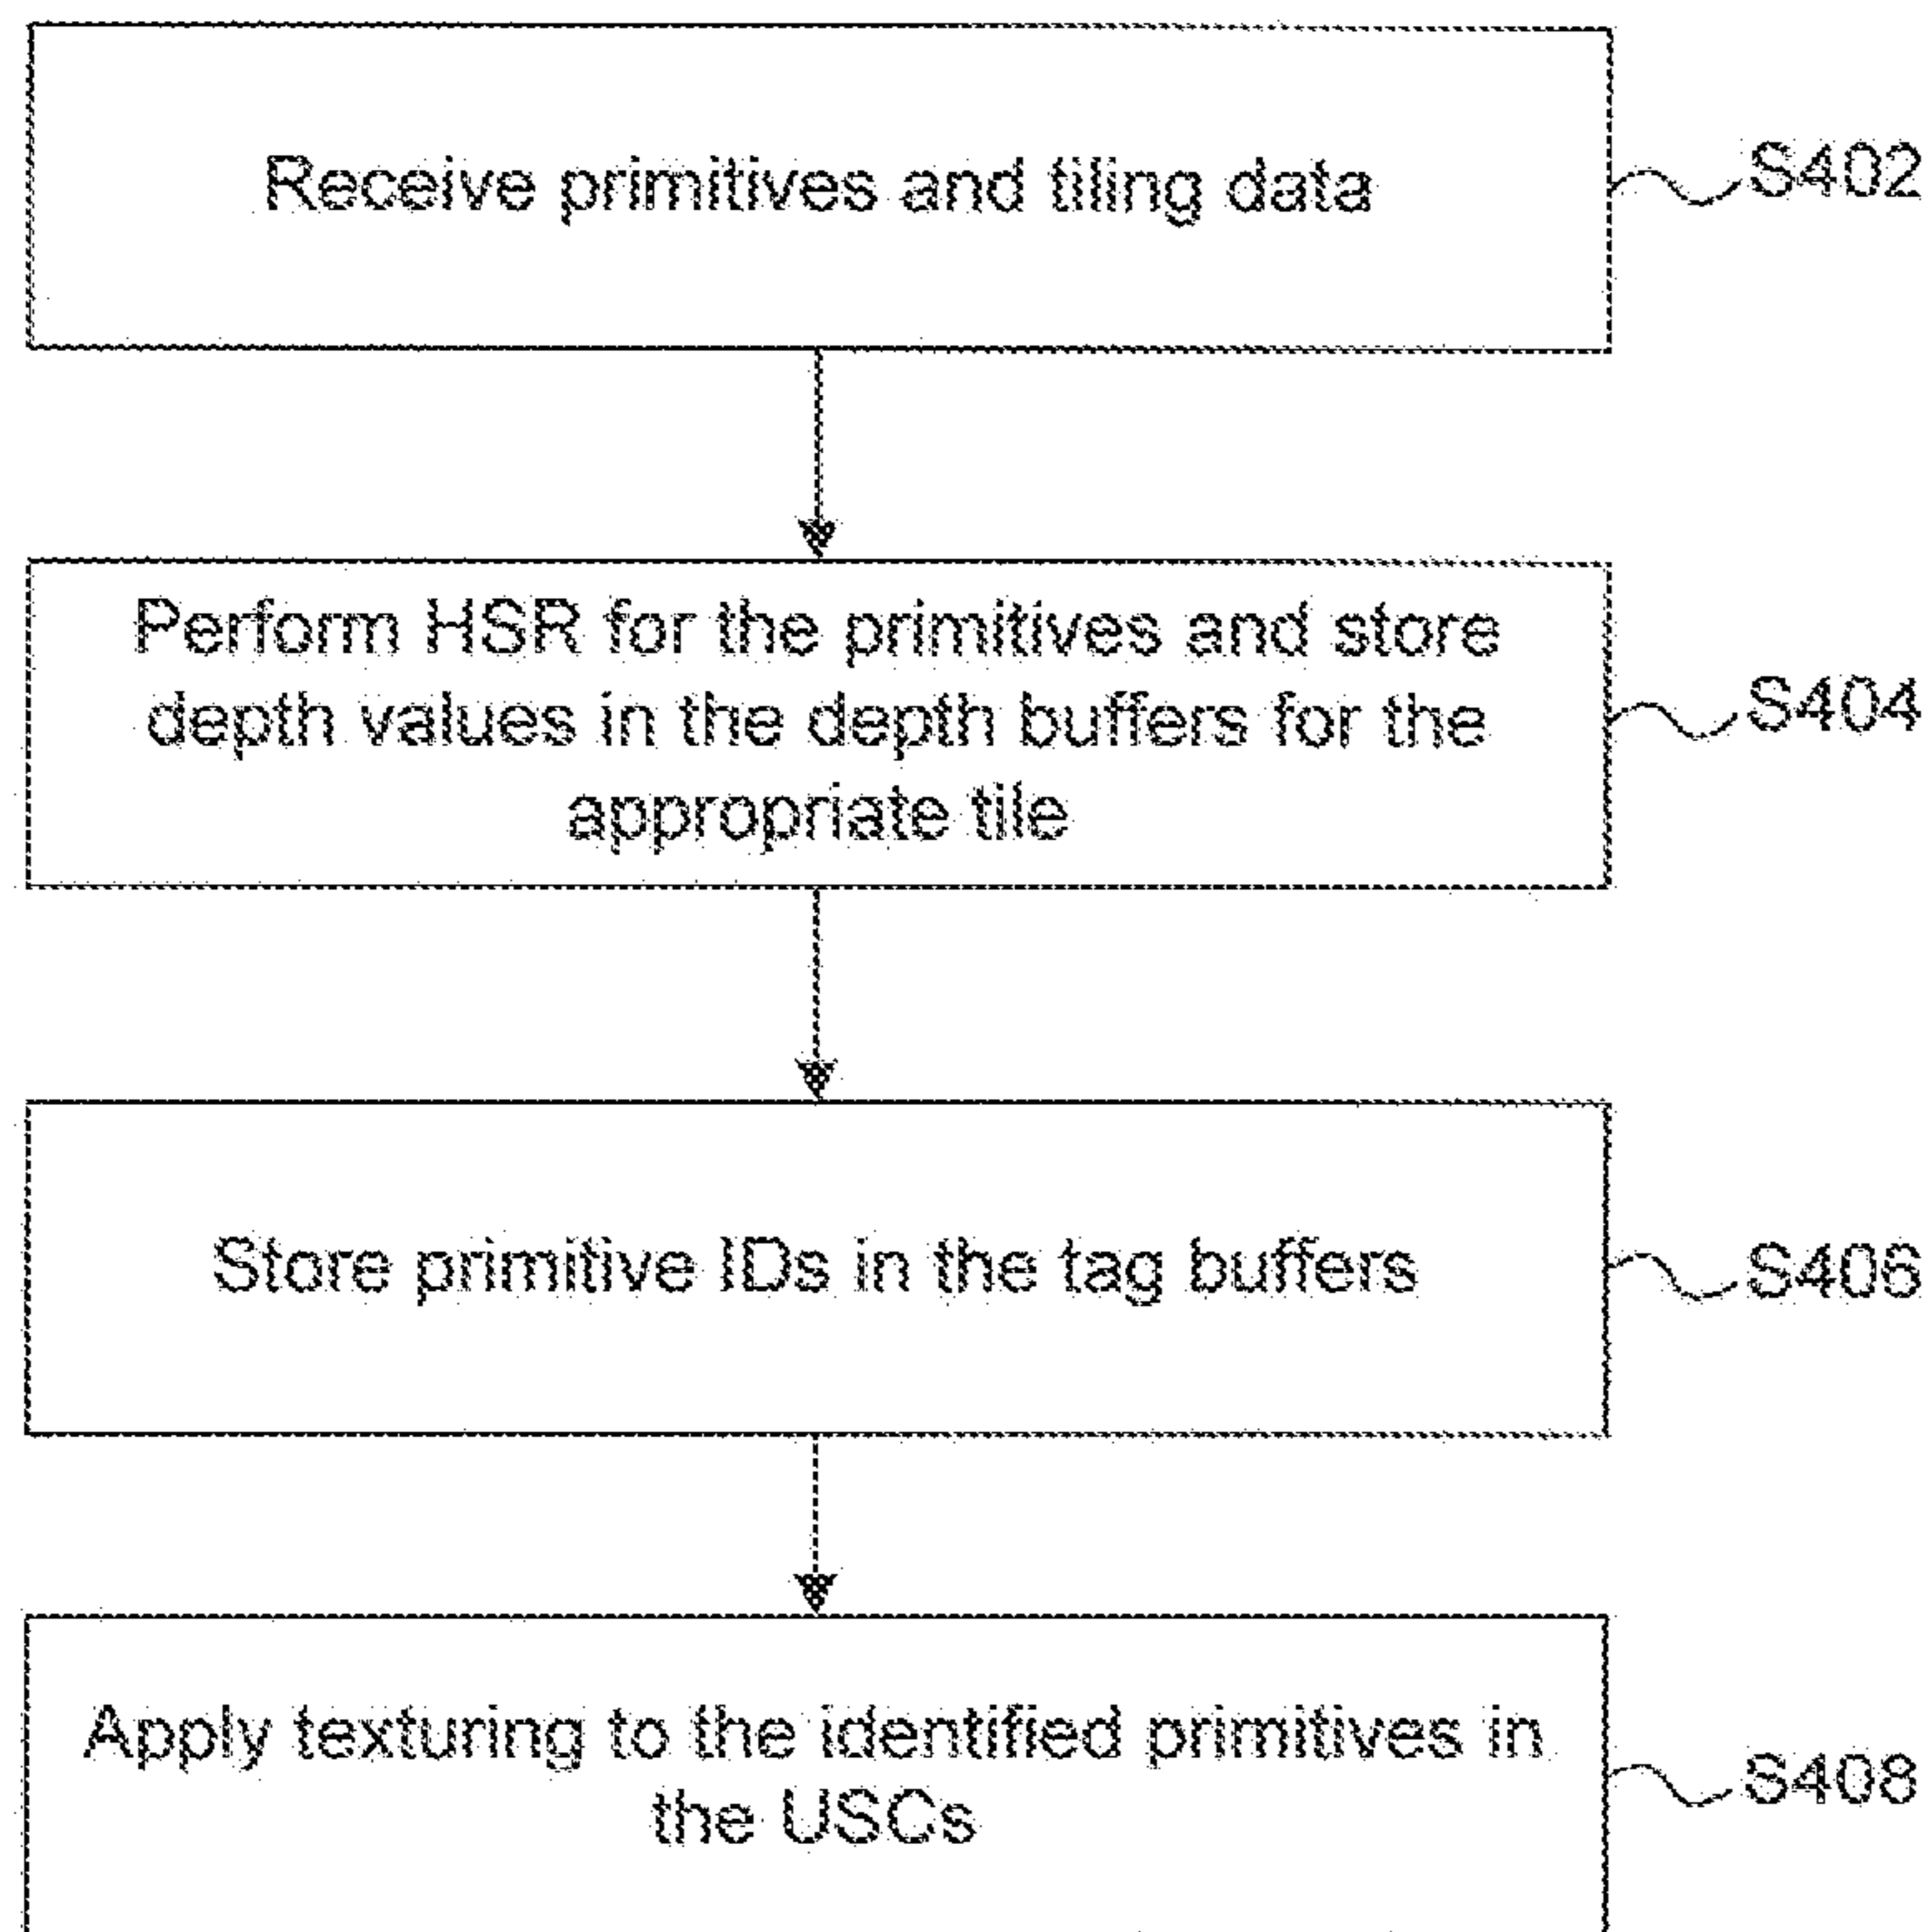 Receive primitives and tiling data
S402
Perform HSR for the primitives and store
depth values in the depth buffers for the
appropriate tile
S404
Store primitive IDs in the tag buffers
S406
Apply texturing to the identified primitives in
the USCs
S408